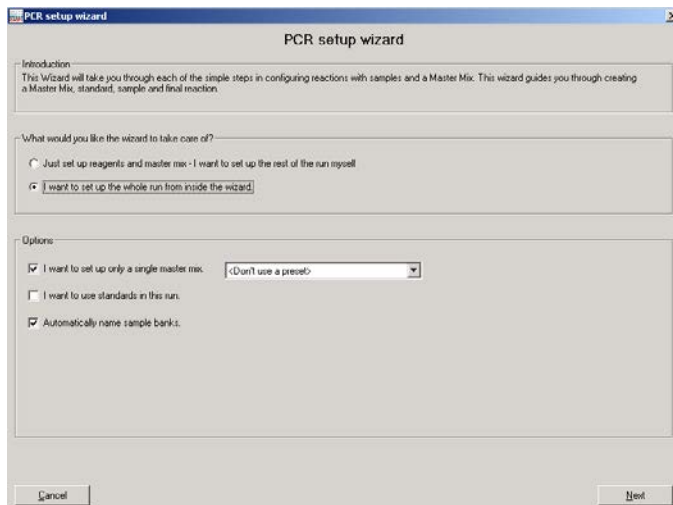 PCR setup wizard
PCR setup wizard
Introduction
This Wizard will take you through each of the simple steps in configuring reactions with samples and a Master Mix. This wizard guides you through creating
a Master Mix, standard, sample and final reaction.
What would you like the wizard to take care of?
Just set up reagents and master mix - I want to set up the rest of the run myself
I want to set up the whole run from inside the wizard.
Options
I want to set up only a single master mix. <Don't use a preset>
I want to use standards in this run.
Automatically name sample banks.
Cancel Next